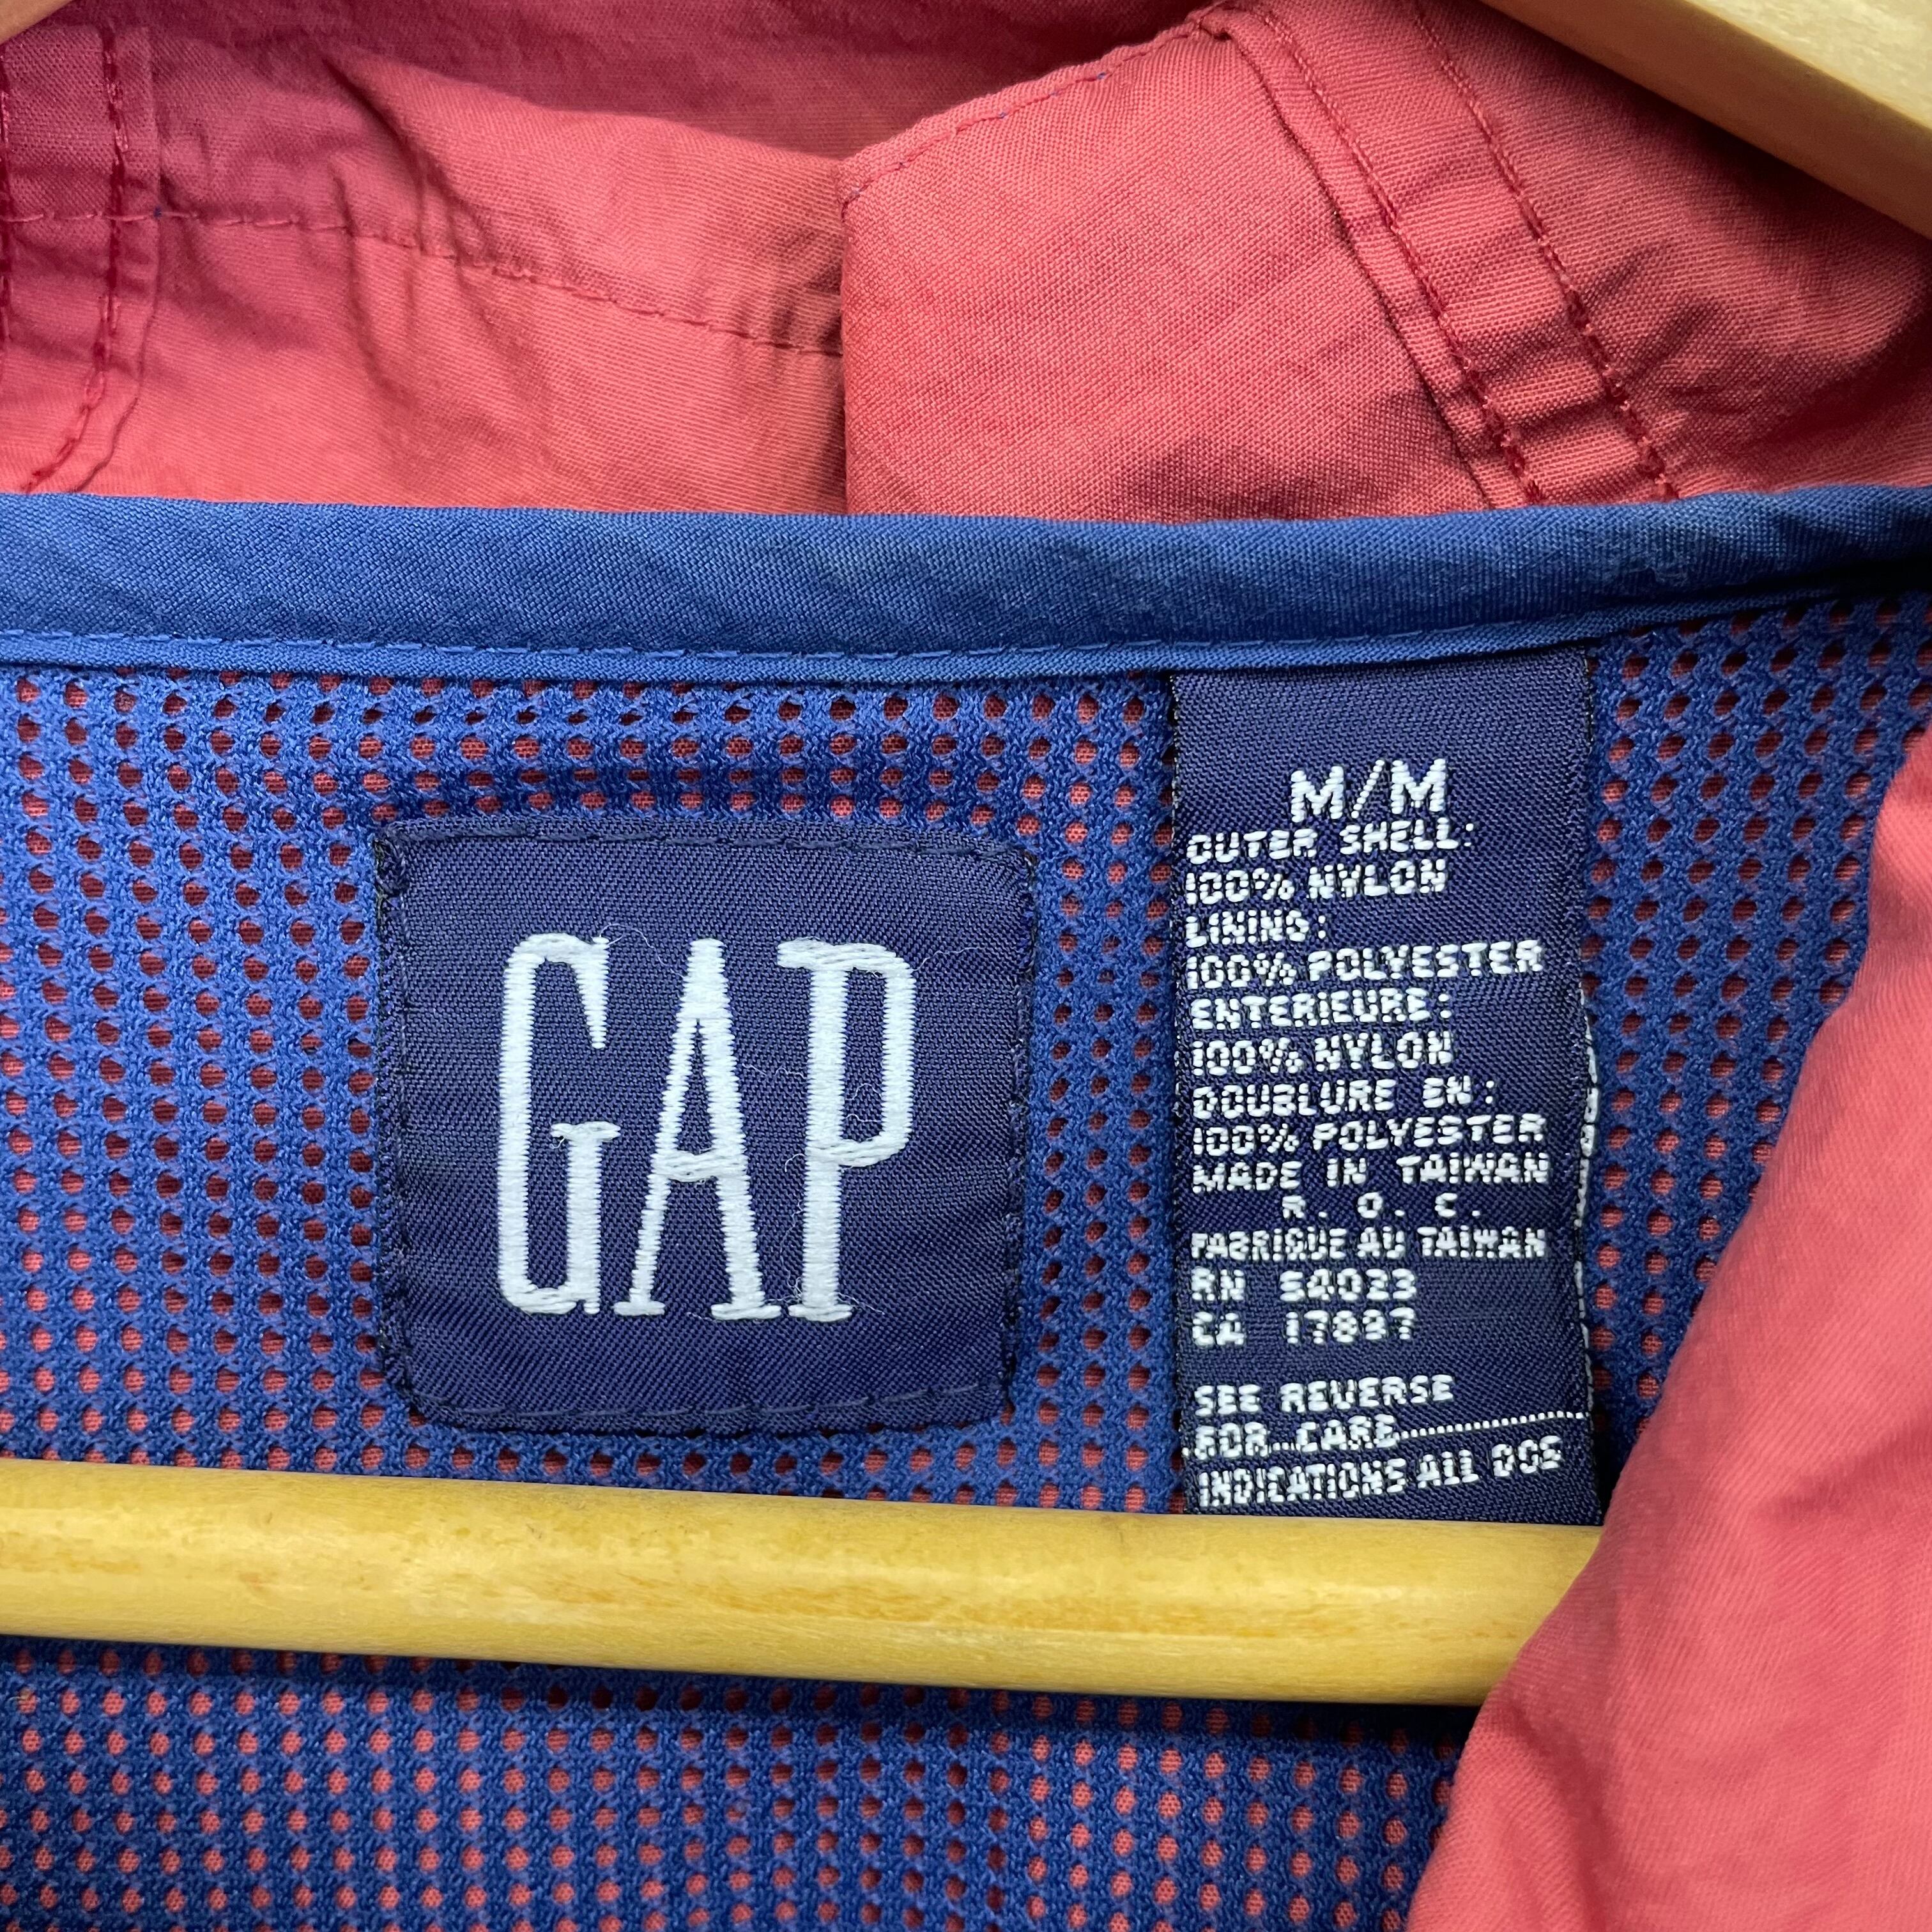 GAP
M/M
OUTER SHELL:
100% NYLON
LINING:
100% POLYESTER
ENTERIEURE:
100% NYLON
DOUBLURE EN:
100% POLYESTER
MADE IN TAIWAN
R. O. C.
FABRIQUE AU TAIWAN
RN 54023
CA 17897
SEE REVERSE
FOR CARE
INDICATIONS ALL DOS